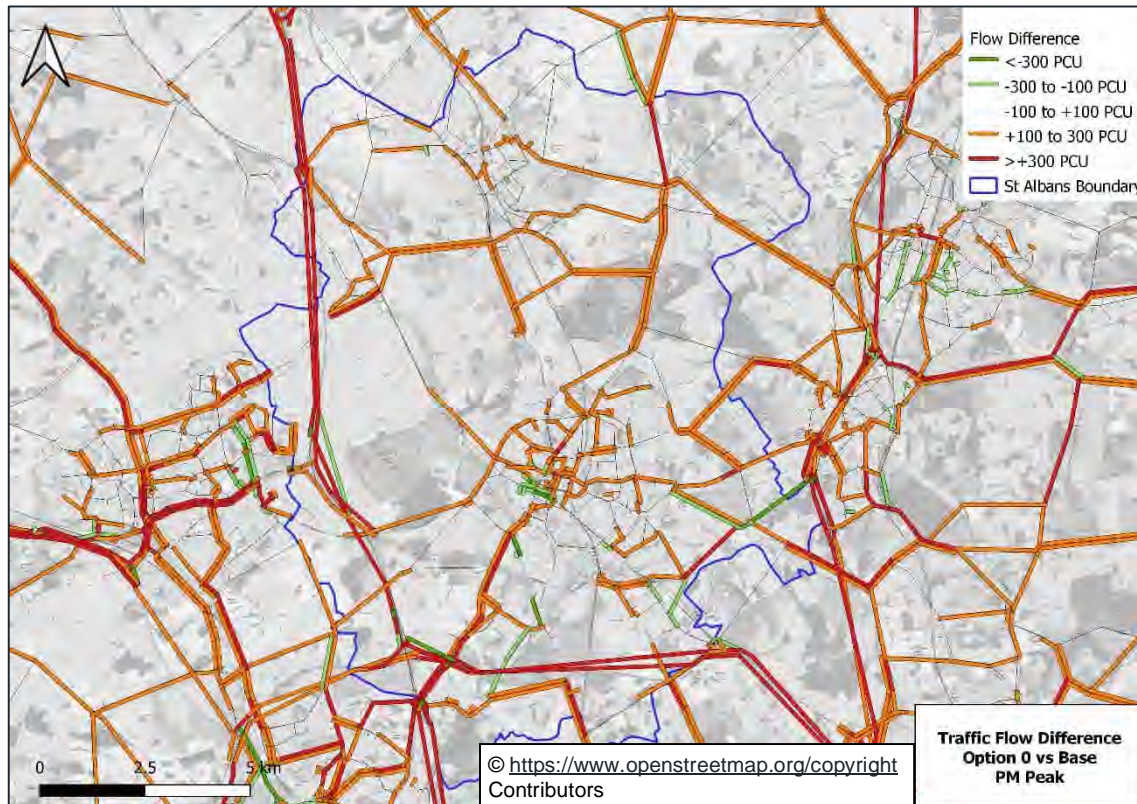 Flow Difference
<-300 PCU
-300 to -100 PCU
-100 to +100 PCU
+100 to 300 PCU
>+300 PCU
St Albans Boundary
0 2.5 5 km
© https://www.openstreetmap.org/copyright
Contributors
Traffic Flow Difference
Option 0 vs Base
PM Peak